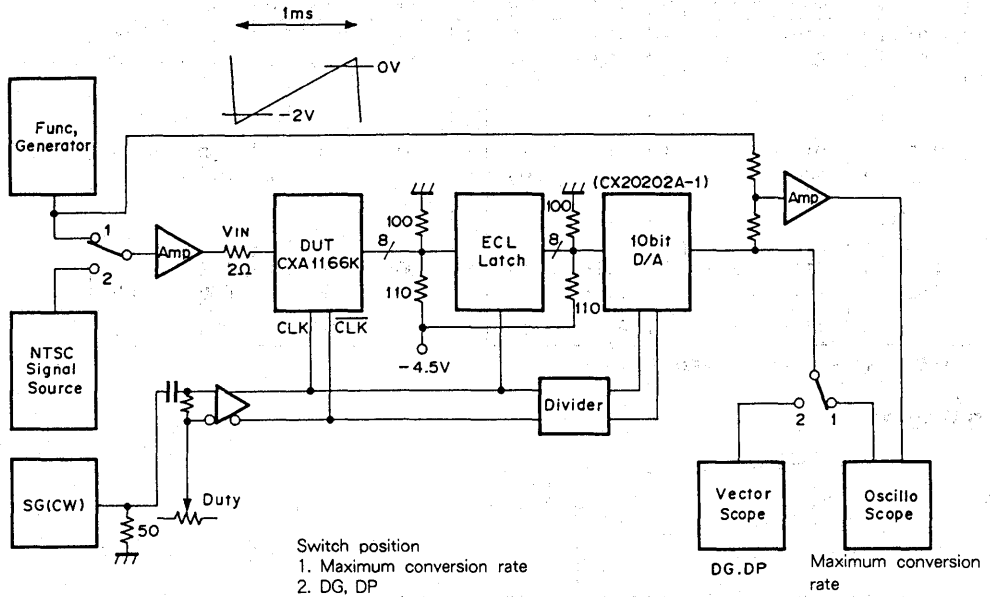 1ms
0V
-2V
Func,
Generator
(CX20202A-1)
1
2
Amp
VIN
2Ω
DUT
CXA1166K
8
100
110
-4.5V
ECL
Latch
8
100
110
10bit
D/A
Amp
CLK
CLK
NTSC
Signal
Source
Divider
2
1
SG(CW)
50
Duty
Vector
Scope
Oscillo
Scope
DG.DP
Maximum conversion
rate
Switch position
1. Maximum conversion rate
2. DG, DP